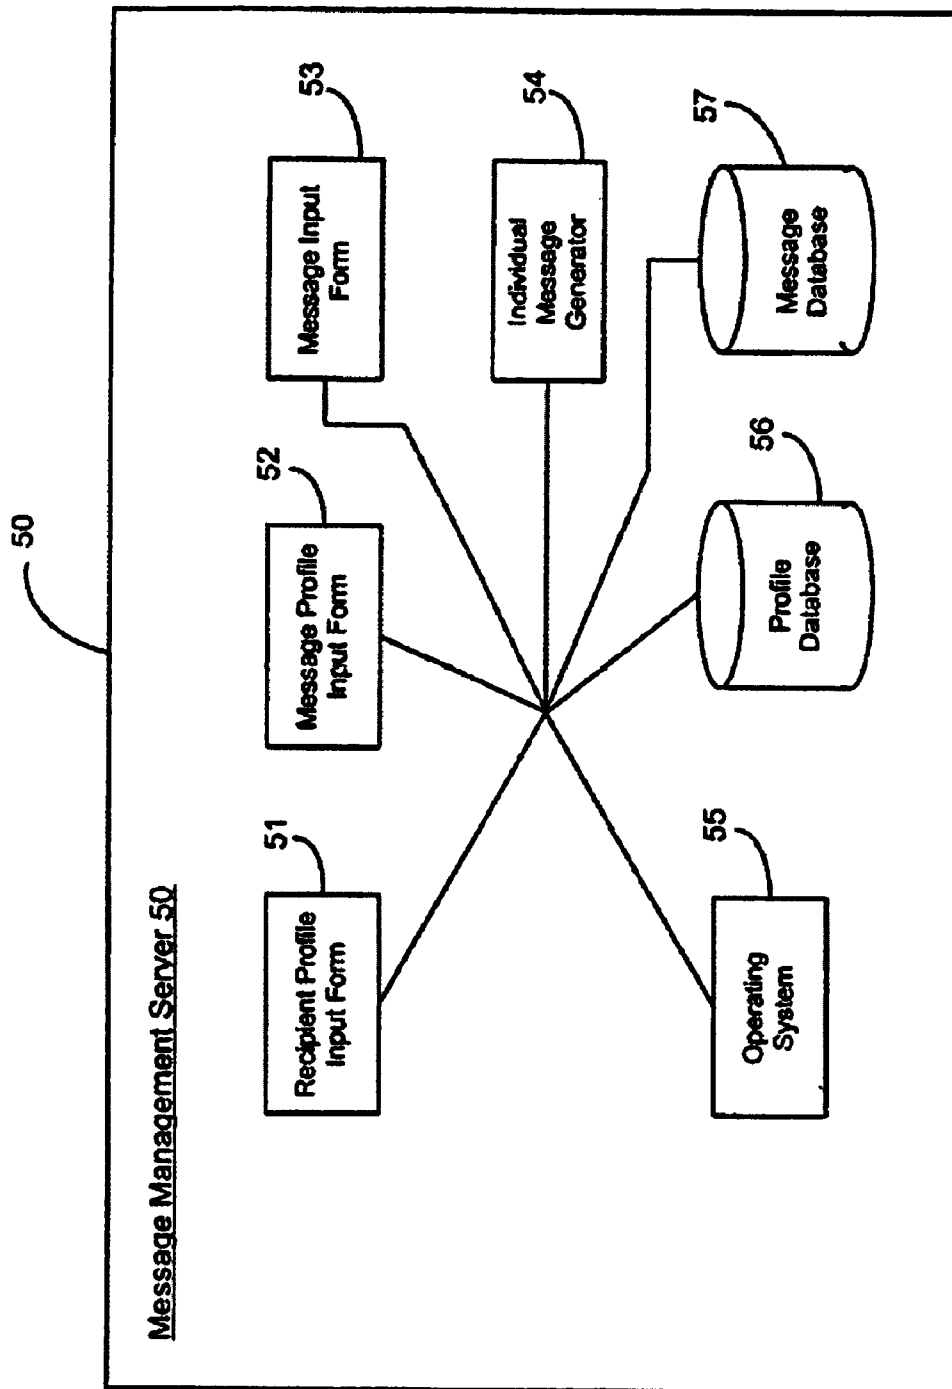 50
Message Management Server 50
51
Recipient Profile
Input Form
52
Message Profile
Input Form
53
Message Input
Form
54
Individual
Message
Generator
55
Operating
System
56
Profile
Database
57
Message
Database